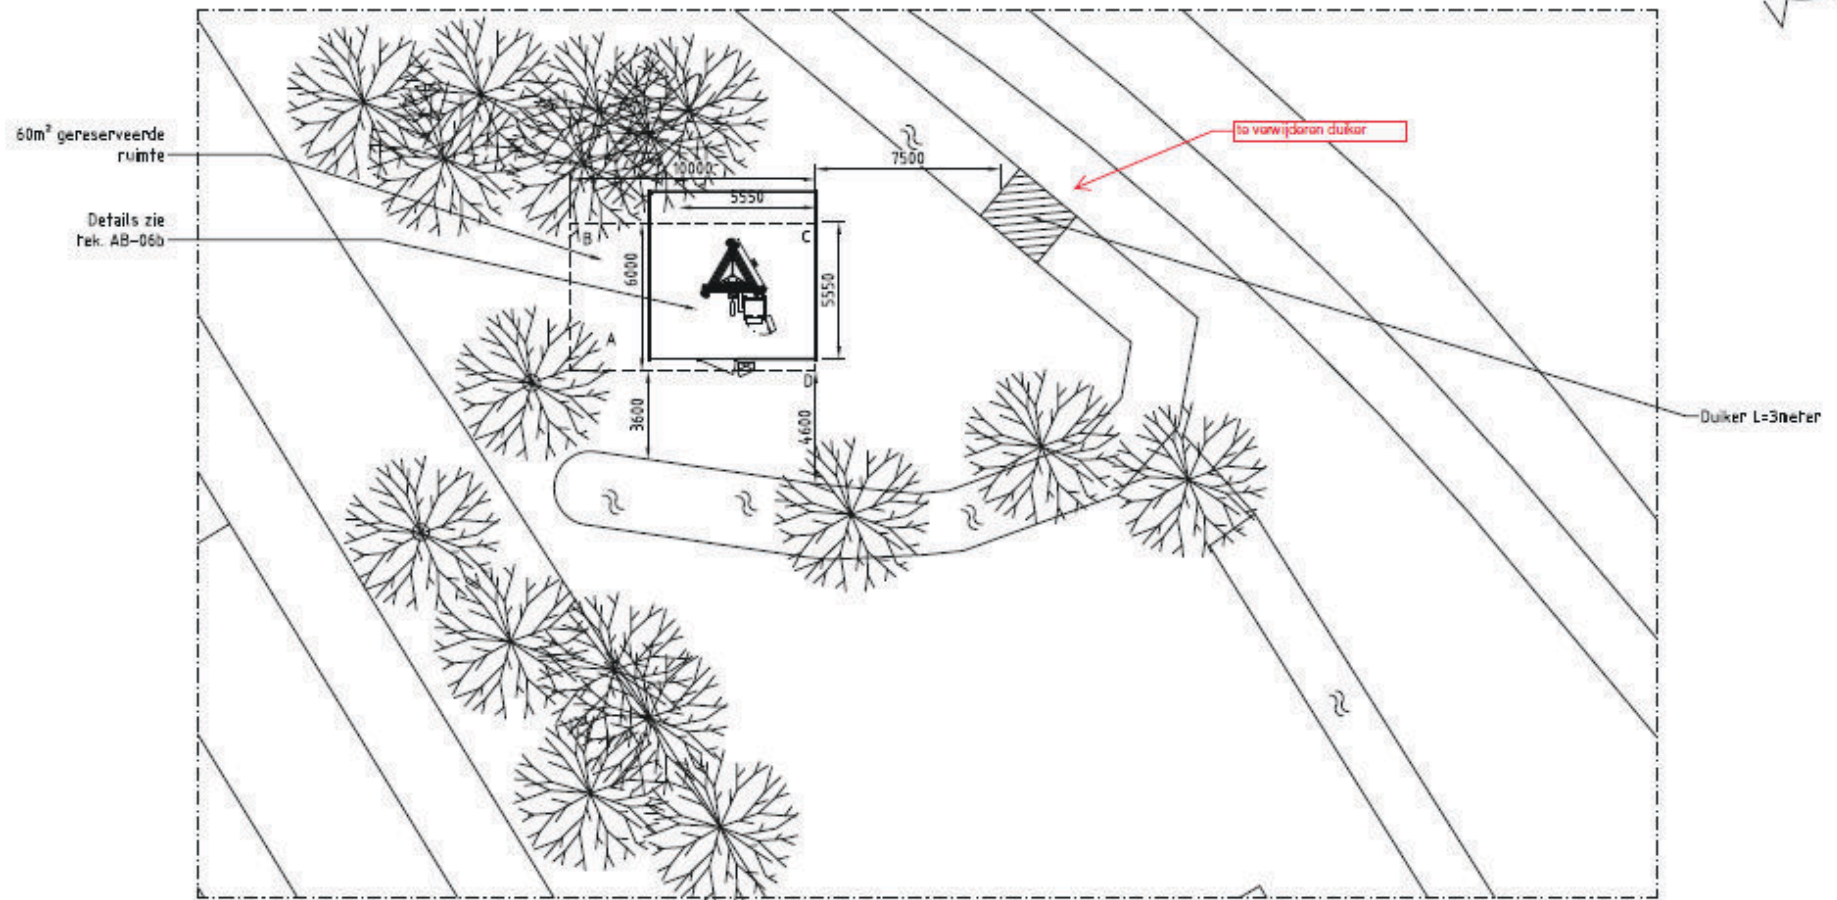 60m² gereserveerde
ruimte
Details zie
tek. AB-06b
te verwijderen duiker
Duiker L=3meter
10000
7500
5550
B
C
6000
5550
A
D
3600
4600